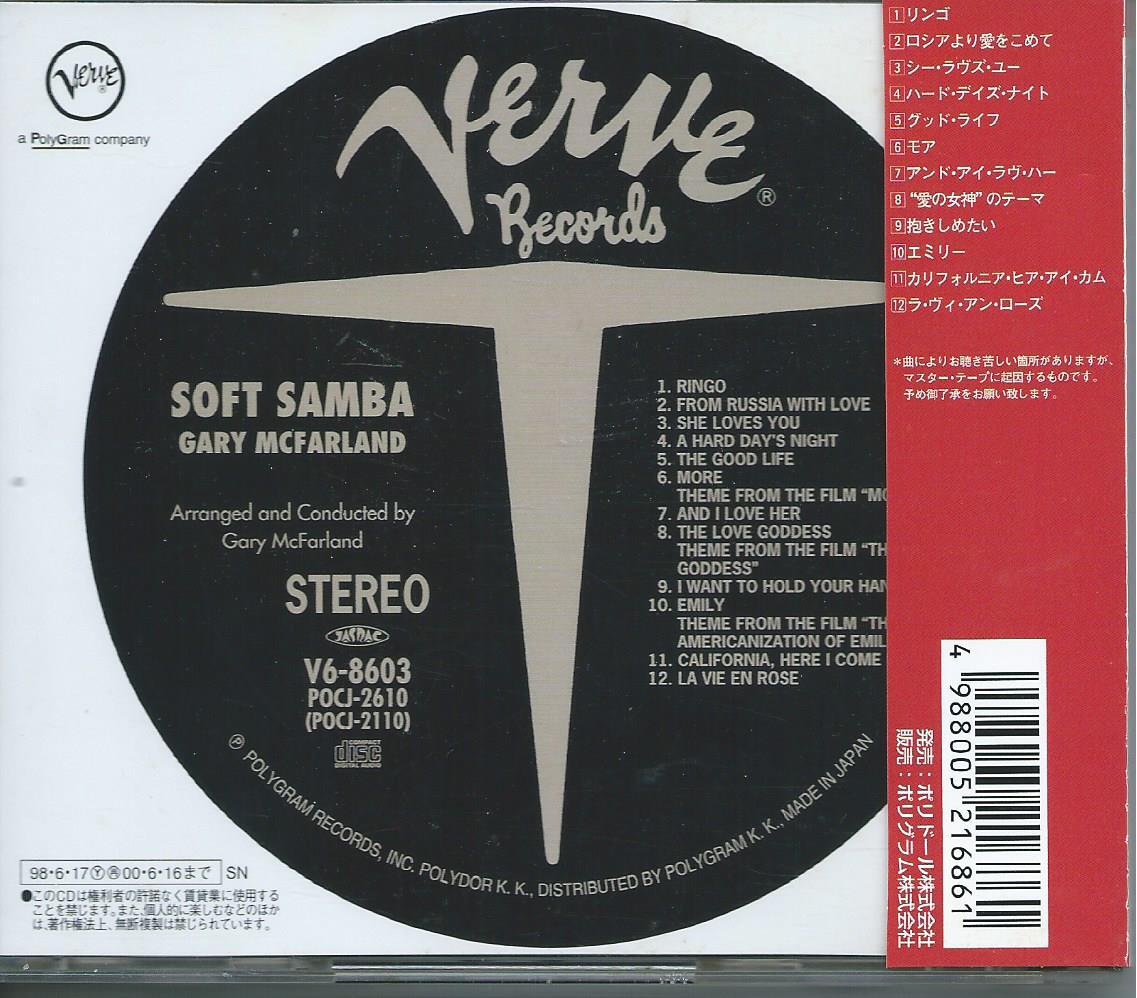 Verve
®
a PolyGram company
Verve
®
Records
SOFT SAMBA
GARY MCFARLAND
Arranged and Conducted by
Gary McFarland
STEREO
JASRAC
V6-8603
POCJ-2610
(POCJ-2110)
COMPACT
disc
DIGITAL AUDIO
1. RINGO
2. FROM RUSSIA WITH LOVE
3. SHE LOVES YOU
4. A HARD DAY'S NIGHT
5. THE GOOD LIFE
6. MORE
THEME FROM THE FILM “MO
7. AND I LOVE HER
8. THE LOVE GODDESS
THEME FROM THE FILM “TH
GODDESS”
9. I WANT TO HOLD YOUR HAN
10. EMILY
THEME FROM THE FILM “TH
AMERICANIZATION OF EMIL
11. CALIFORNIA, HERE I COME
12. LA VIE EN ROSE
Ⓟ POLYGRAM RECORDS, INC. POLYDOR K. K., DISTRIBUTED BY POLYGRAM K. K., MADE IN JAPAN
98・6・17Ⓨ㋹00・6・16まで SN
●このCDは権利者の許諾なく賃貸業に使用する
ことを禁じます。また、個人的に楽しむなどのほか
は、著作権法上、無断複製は禁じられています。
1リンゴ
2ロシアより愛をこめて
3シー・ラヴズ・ユー
4ハード・デイズ・ナイト
5グッド・ライフ
6モア
7アンド・アイ・ラヴ・ハー
8“愛の女神”のテーマ
9抱きしめたい
10エミリー
11カリフォルニア・ヒア・アイ・カム
12ラ・ヴィ・アン・ローズ
＊曲によりお聴き苦しい箇所がありますが、
マスター・テープに起因するものです。
予め御了承をお願い致します。
4 988005 216861
発売：ポリドール株式会社
販売：ポリグラム株式会社